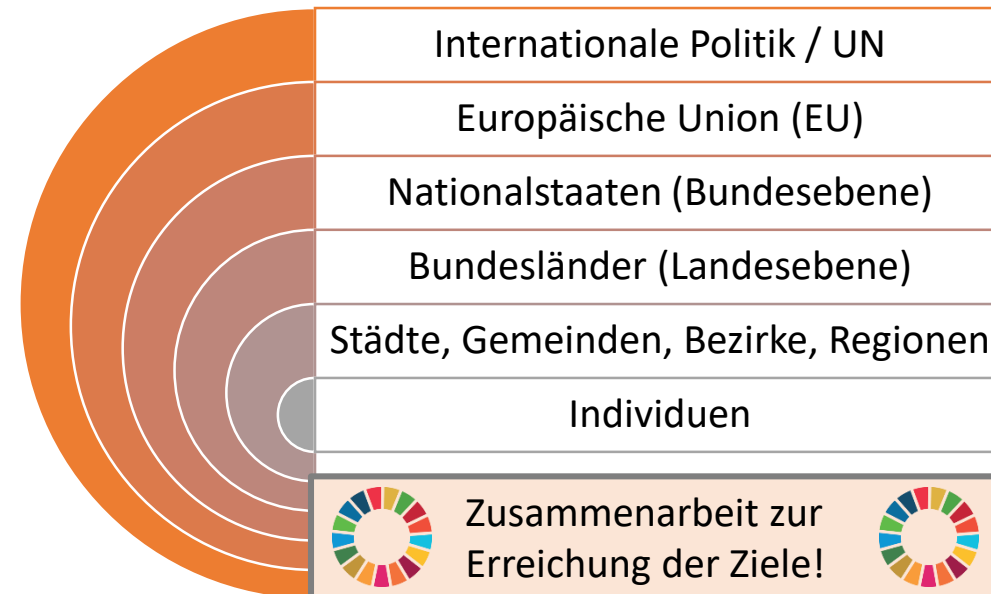 Internationale Politik / UN
Europäische Union (EU)
Nationalstaaten (Bundesebene)
Bundesländer (Landesebene)
Städte, Gemeinden, Bezirke, Regionen
Individuen
Zusammenarbeit zur
Erreichung der Ziele!